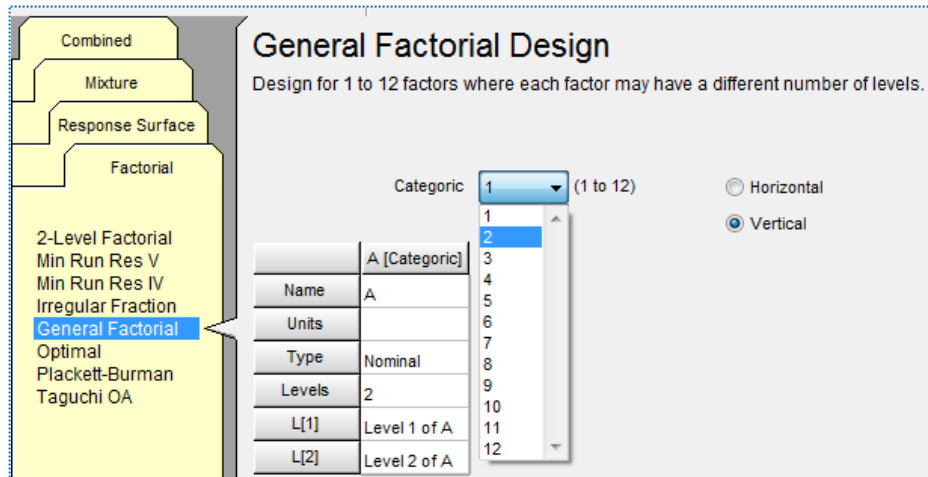 Combined
Mixture
Response Surface
Factorial
2-Level Factorial
Min Run Res V
Min Run Res IV
Irregular Fraction
General Factorial
Optimal
Plackett-Burman
Taguchi OA
General Factorial Design
Design for 1 to 12 factors where each factor may have a different number of levels.
Categoric 1 (1 to 12)
Horizontal
Vertical
1
2
3
4
5
6
7
8
9
10
11
12
A [Categoric]
Name A
Units
Type Nominal
Levels 2
L[1] Level 1 of A
L[2] Level 2 of A